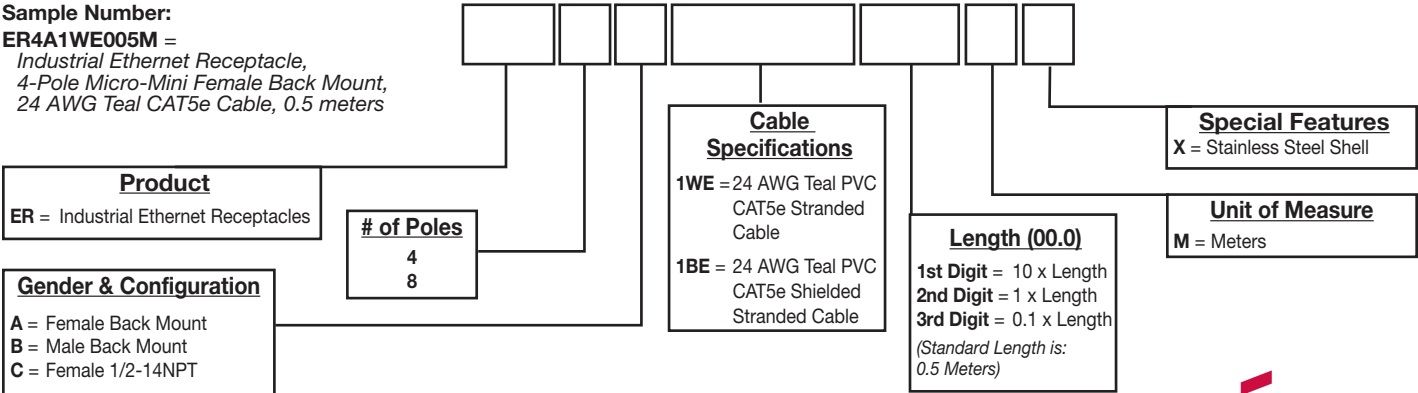 Sample Number:
ER4A1WE005M =
Industrial Ethernet Receptacle,
4-Pole Micro-Mini Female Back Mount,
24 AWG Teal CAT5e Cable, 0.5 meters
Product
ER = Industrial Ethernet Receptacles
Gender & Configuration
A = Female Back Mount
B = Male Back Mount
C = Female 1/2-14NPT
# of Poles
4
8
Cable
Specifications
1WE = 24 AWG Teal PVC
CAT5e Stranded
Cable
1BE = 24 AWG Teal PVC
CAT5e Shielded
Stranded Cable
Length (00.0)
1st Digit = 10 x Length
2nd Digit = 1 x Length
3rd Digit = 0.1 x Length
(Standard Length is:
0.5 Meters)
Special Features
X = Stainless Steel Shell
Unit of Measure
M = Meters